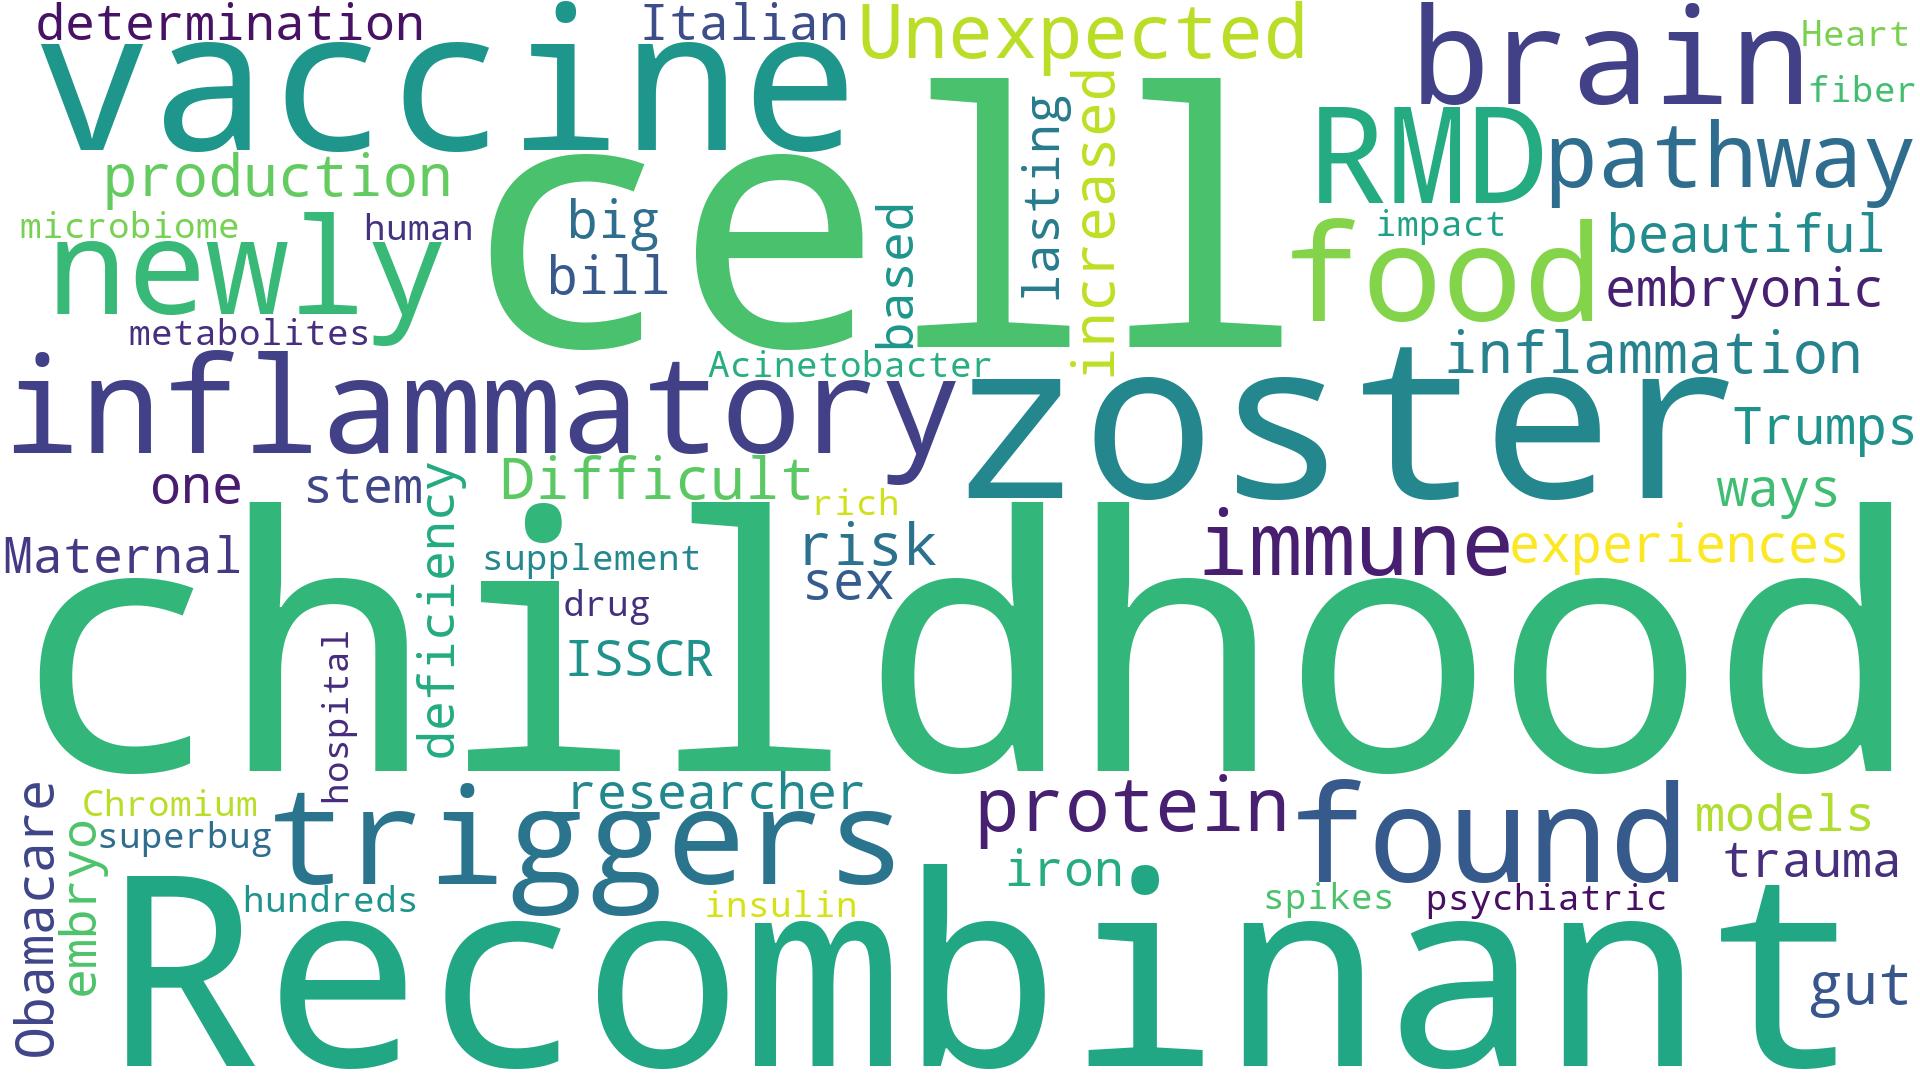 determination
Italian
Unexpected
brain
Heart
vaccine
fiber
cell
lasting
increased
RMD
pathway
production
microbiome
human
big
based
impact
beautiful
newly
bill
food
embryonic
metabolites
Acinetobacter
inflammation
inflammatory
zoster
Trumps
one
stem
deficiency
Difficult
rich
ways
Maternal
supplement
risk
immune
experiences
sex
drug
childhood
hospital
ISSCR
Obamacare
embryo
Chromium
superbug
triggers
researcher
protein
found
models
iron
trauma
hundreds
insulin
spikes
psychiatric
Recombinant
gut